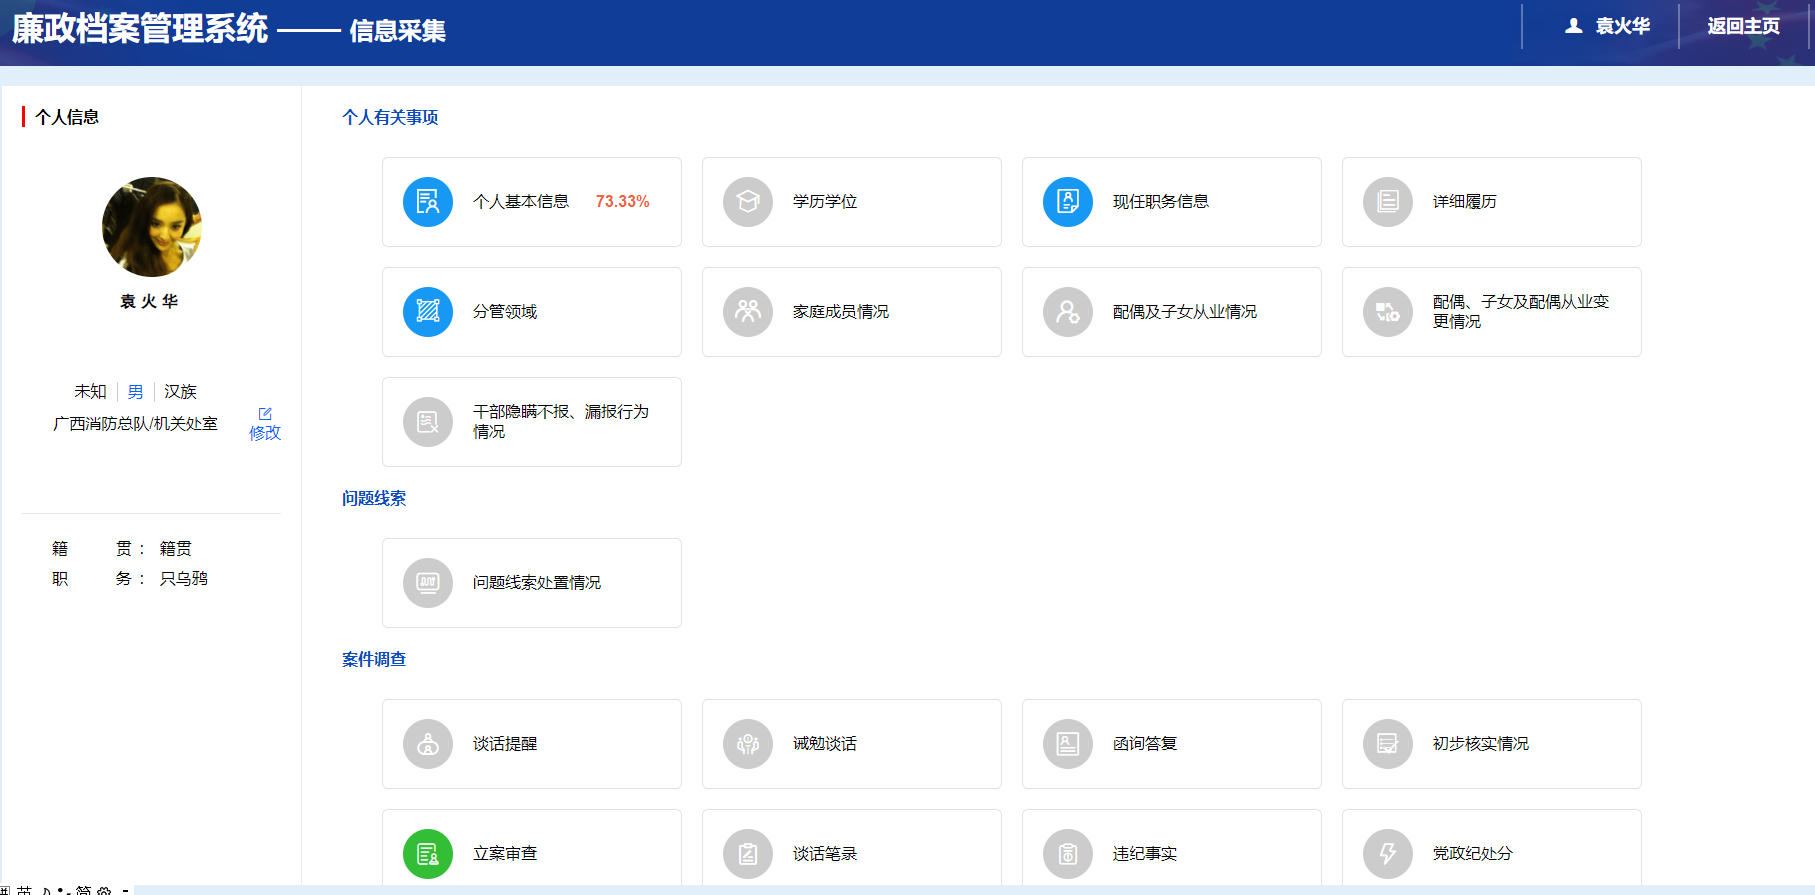 廉政档案管理系统 —— 信息采集
袁火华
返回主页
个人信息
袁火华
未知 男 汉族
广西消防总队/机关处室
修改
籍 贯： 籍贯
职 务： 只乌鸦
个人有关事项
个人基本信息 73.33%
学历学位
现任职务信息
详细履历
分管领域
家庭成员情况
配偶及子女从业情况
配偶、子女及配偶从业变
更情况
干部隐瞒不报、漏报行为
情况
问题线索
问题线索处置情况
案件调查
谈话提醒
诫勉谈话
函询答复
初步核实情况
立案审查
谈话笔录
违纪事实
党政纪处分